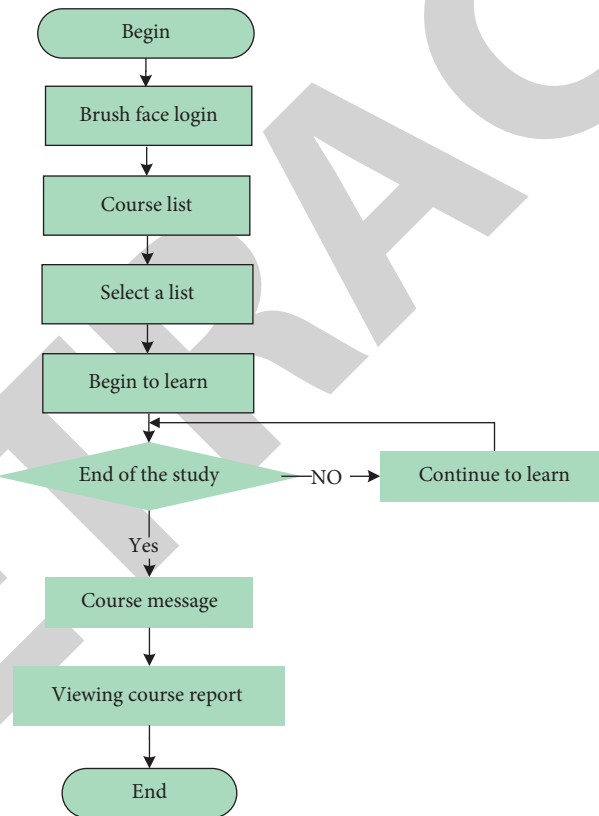 Begin
Brush face login
Course list
Select a list
Begin to learn
End of the study
NO
Continue to learn
Yes
Course message
Viewing course report
End